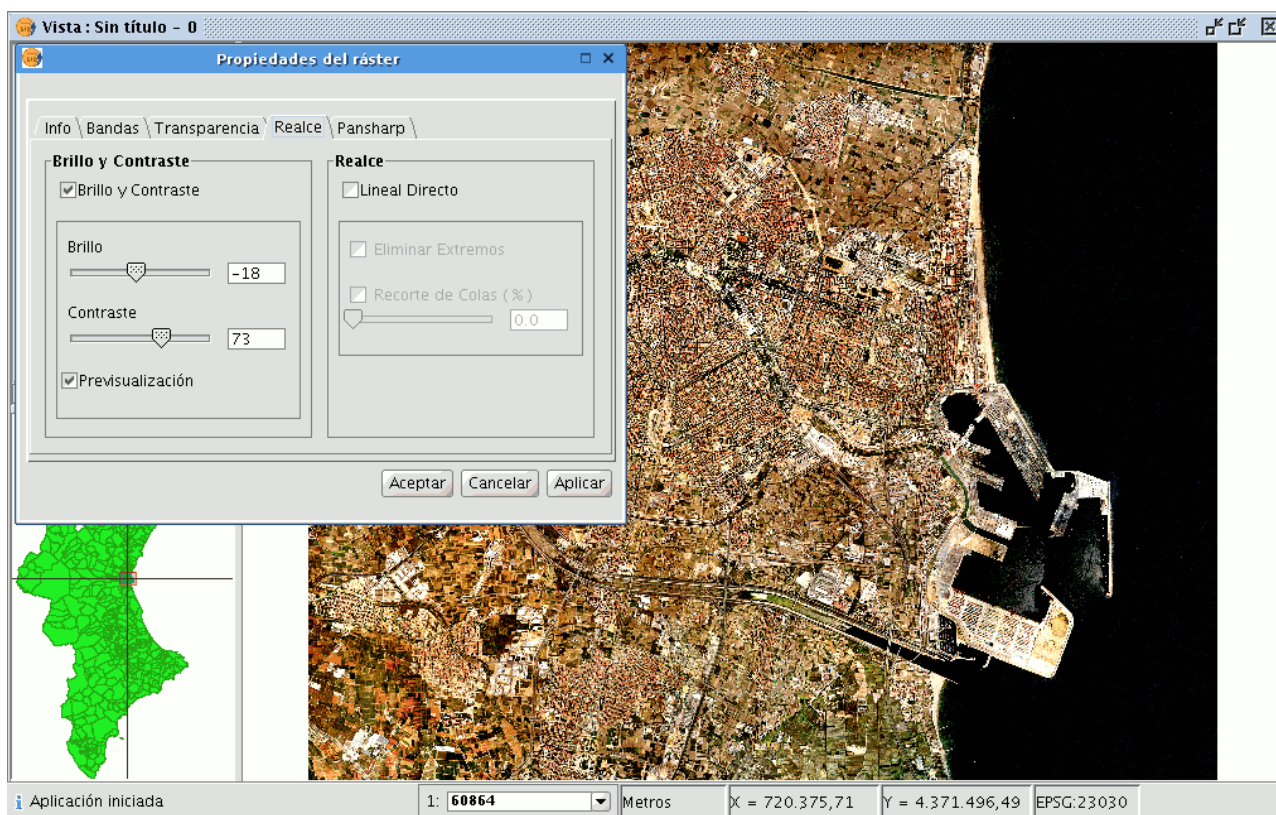 Vista : Sin título - 0
Propiedades del ráster
Info
Bandas
Transparencia
Realce
Pansharp
Brillo y Contraste
Brillo y Contraste
Brillo
-18
Contraste
73
Previsualización
Realce
Lineal Directo
Eliminar Extremos
Recorte de Colas (%)
0.0
Aceptar
Cancelar
Aplicar
Aplicación iniciada
1: 60864
Metros
X = 720.375,71
Y = 4.371.496,49
EPSG:23030